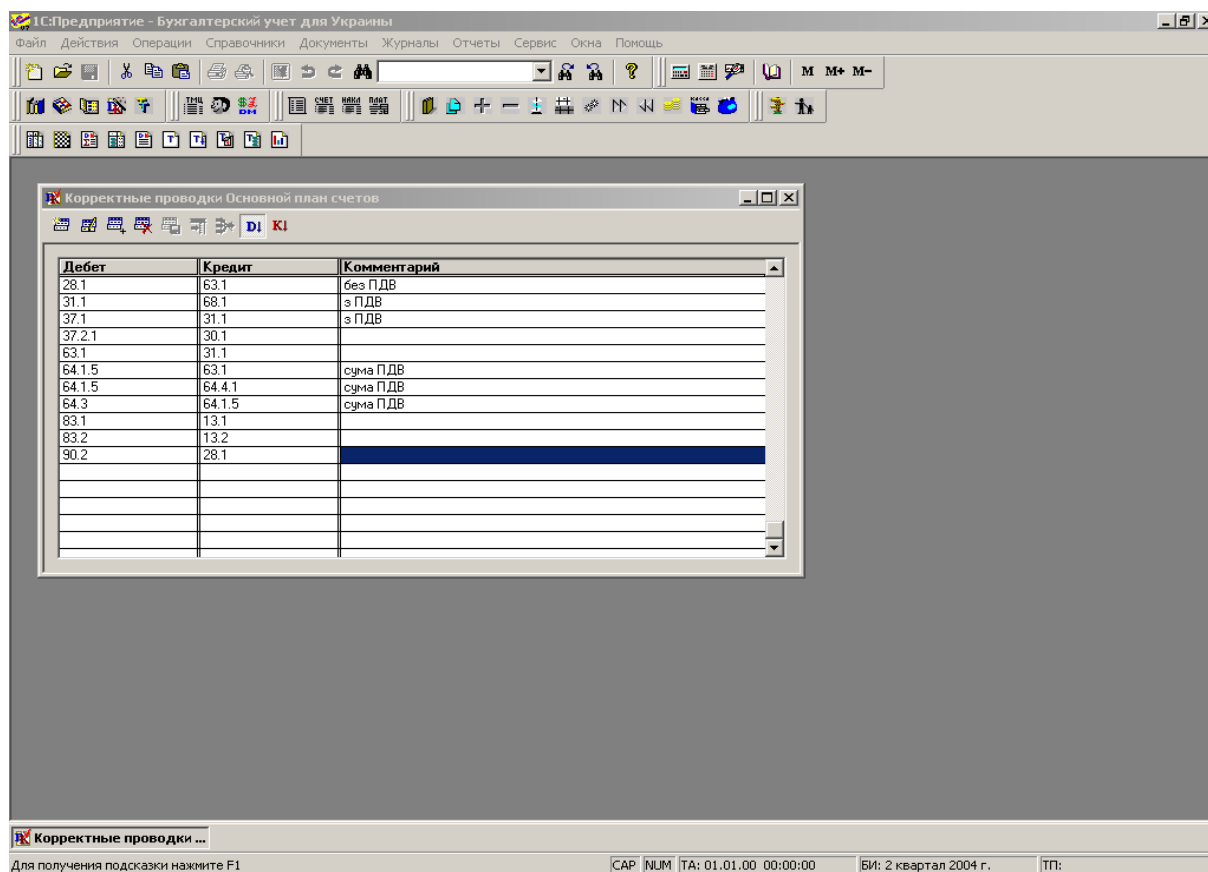 1С:Предприятие - Бухгалтерский учет для Украины
Файл Действия Операции Справочники Документы Журналы Отчеты Сервис Окна Помощь
M M+ M-
Корректные проводки Основной план счетов
D↓ K↓
Дебет Кредит Комментарий
28.1 63.1 без ПДВ
31.1 68.1 з ПДВ
37.1 31.1 з ПДВ
37.2.1 30.1
63.1 31.1
64.1.5 63.1 сума ПДВ
64.1.5 64.4.1 сума ПДВ
64.3 64.1.5 сума ПДВ
83.1 13.1
83.2 13.2
90.2 28.1
Корректные проводки ...
Для получения подсказки нажмите F1 CAP NUM TA: 01.01.00 00:00:00 БИ: 2 квартал 2004 г. ТП: